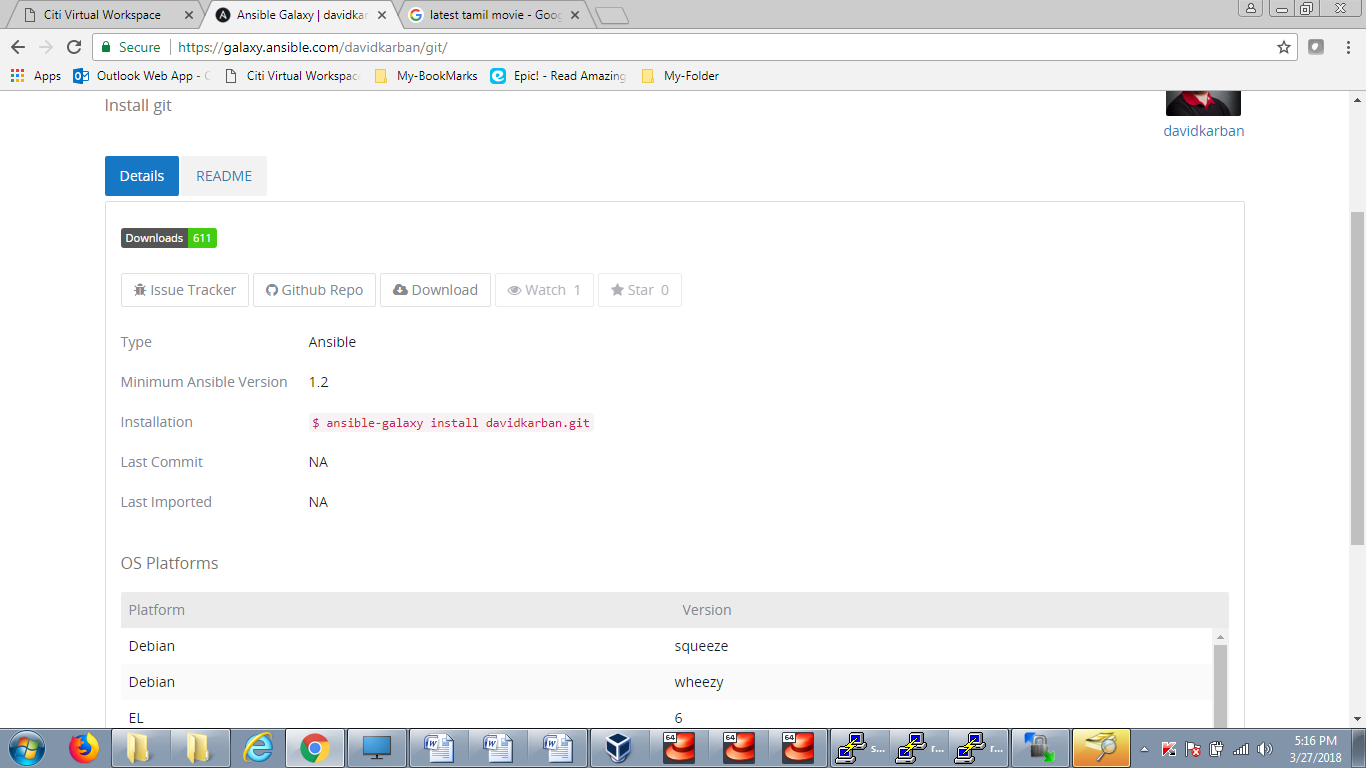 Citi Virtual Workspace
Ansible Galaxy | davidkar
latest tamil movie - Goo
Secure
https://galaxy.ansible.com/davidkarban/git/
Apps
Outlook Web App - C
Citi Virtual Workspac
My-BookMarks
Epic! - Read Amazing
My-Folder
Install git
davidkarban
Details
README
Downloads 611
Issue Tracker
Github Repo
Download
Watch 1
Star 0
Type Ansible
Minimum Ansible Version 1.2
Installation $ ansible-galaxy install davidkarban.git
Last Commit NA
Last Imported NA
OS Platforms
Platform Version
Debian squeeze
Debian wheezy
EL 6
64
64
64
s...
r...
r...
5:16 PM
3/27/2018